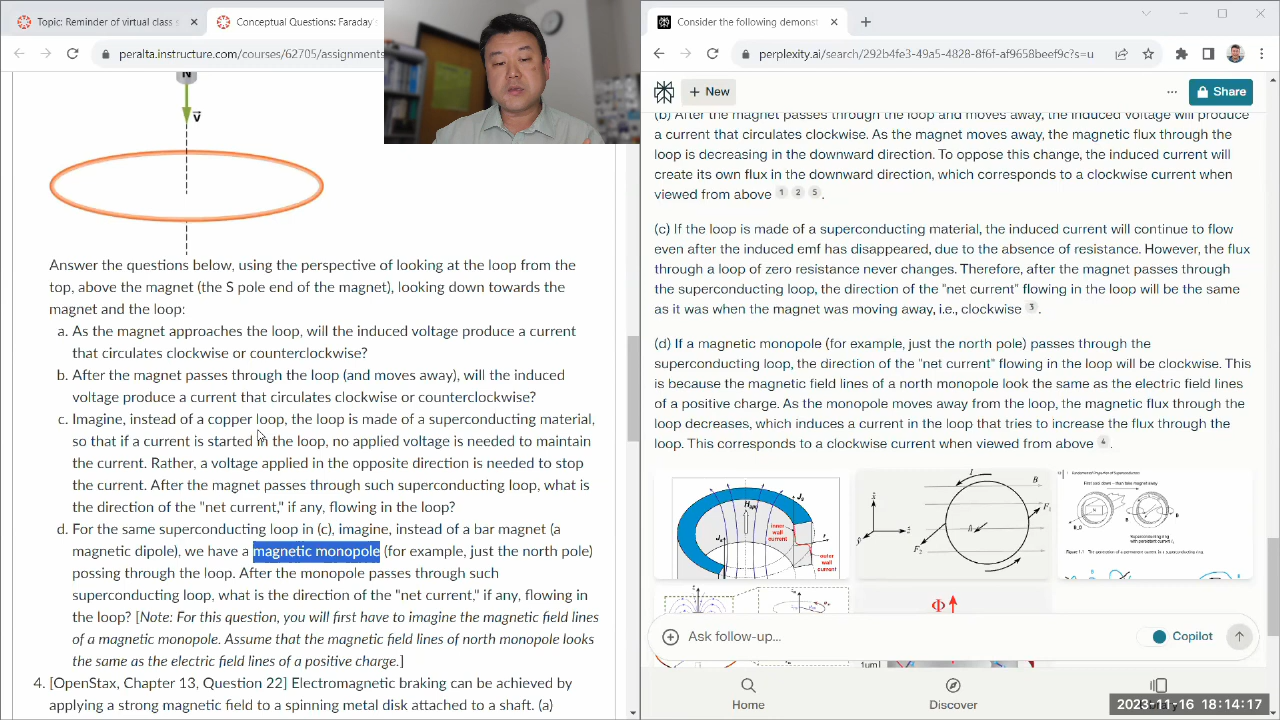 Topic: Reminder of virtual class s
Conceptual Questions: Faraday's
peralta.instructure.com/courses/62705/assignments
N
v
Answer the questions below, using the perspective of looking at the loop from the
top, above the magnet (the S pole end of the magnet), looking down towards the
magnet and the loop:
a. As the magnet approaches the loop, will the induced voltage produce a current
that circulates clockwise or counterclockwise?
b. After the magnet passes through the loop (and moves away), will the induced
voltage produce a current that circulates clockwise or counterclockwise?
c. Imagine, instead of a copper loop, the loop is made of a superconducting material,
so that if a current is started in the loop, no applied voltage is needed to maintain
the current. Rather, a voltage applied in the opposite direction is needed to stop
the current. After the magnet passes through such superconducting loop, what is
the direction of the "net current," if any, flowing in the loop?
d. For the same superconducting loop in (c), imagine, instead of a bar magnet (a
magnetic dipole), we have a magnetic monopole (for example, just the north pole)
possing through the loop. After the monopole passes through such
superconducting loop, what is the direction of the "net current," if any, flowing in
the loop? [Note: For this question, you will first have to imagine the magnetic field lines
of a magnetic monopole. Assume that the magnetic field lines of north monopole looks
the same as the electric field lines of a positive charge.]
4. [OpenStax, Chapter 13, Question 22] Electromagnetic braking can be achieved by
applying a strong magnetic field to a spinning metal disk attached to a shaft. (a)
Consider the following demonst
perplexity.ai/search/292b4fe3-4935-4828-8f6f-af9658beef9c?s=u
New
Share
(b) After the magnet passes through the loop and moves away, the induced voltage will produce
a current that circulates clockwise. As the magnet moves away, the magnetic flux through the
loop is decreasing in the downward direction. To oppose this change, the induced current will
create its own flux in the downward direction, which corresponds to a clockwise current when
viewed from above 1 2 5 .
(c) If the loop is made of a superconducting material, the induced current will continue to flow
even after the induced emf has disappeared, due to the absence of resistance. However, the flux
through a loop of zero resistance never changes. Therefore, after the magnet passes through
the superconducting loop, the direction of the "net current" flowing in the loop will be the same
as it was when the magnet was moving away, i.e., clockwise 3 .
(d) If a magnetic monopole (for example, just the north pole) passes through the
superconducting loop, the direction of the "net current" flowing in the loop will be clockwise. This
is because the magnetic field lines of a north monopole look the same as the electric field lines
of a positive charge. As the monopole moves away from the loop, the magnetic flux through the
loop decreases, which induces a current in the loop that tries to increase the flux through the
loop. This corresponds to a clockwise current when viewed from above 4 .
inner
wall
current
outer
wall
current
Φ
Ask follow-up...
Copilot
Home
Discover
2023-11-16 18:14:17